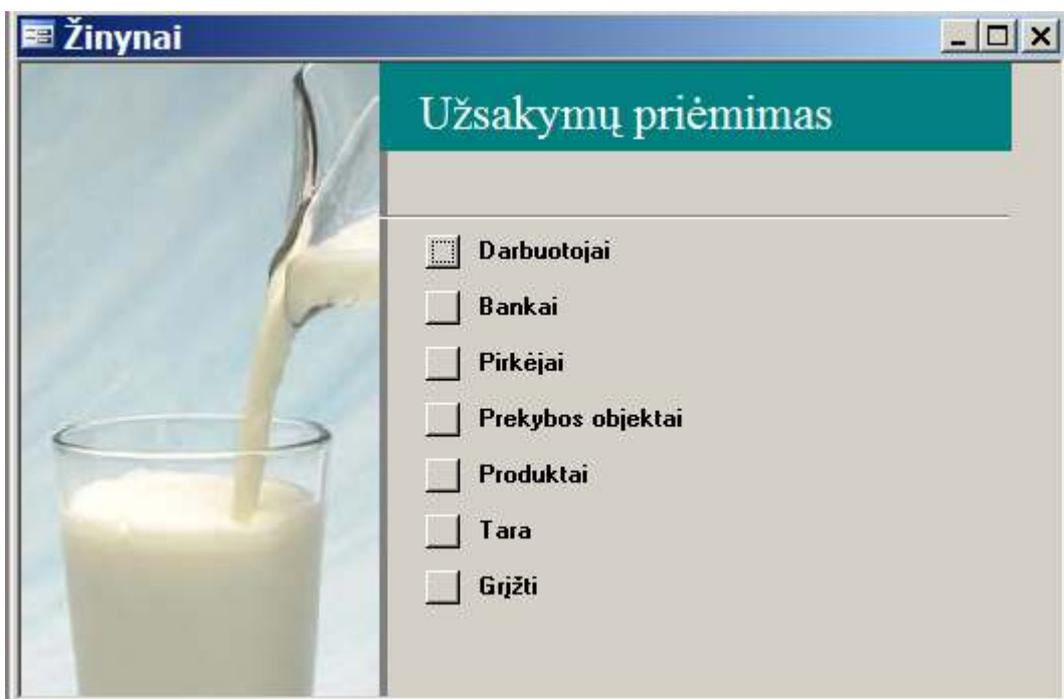 Žinynai
Užsakymų priėmimas
Darbuotojai
Bankai
Pirkėjai
Prekybos objektai
Produktai
Tara
Grįžti